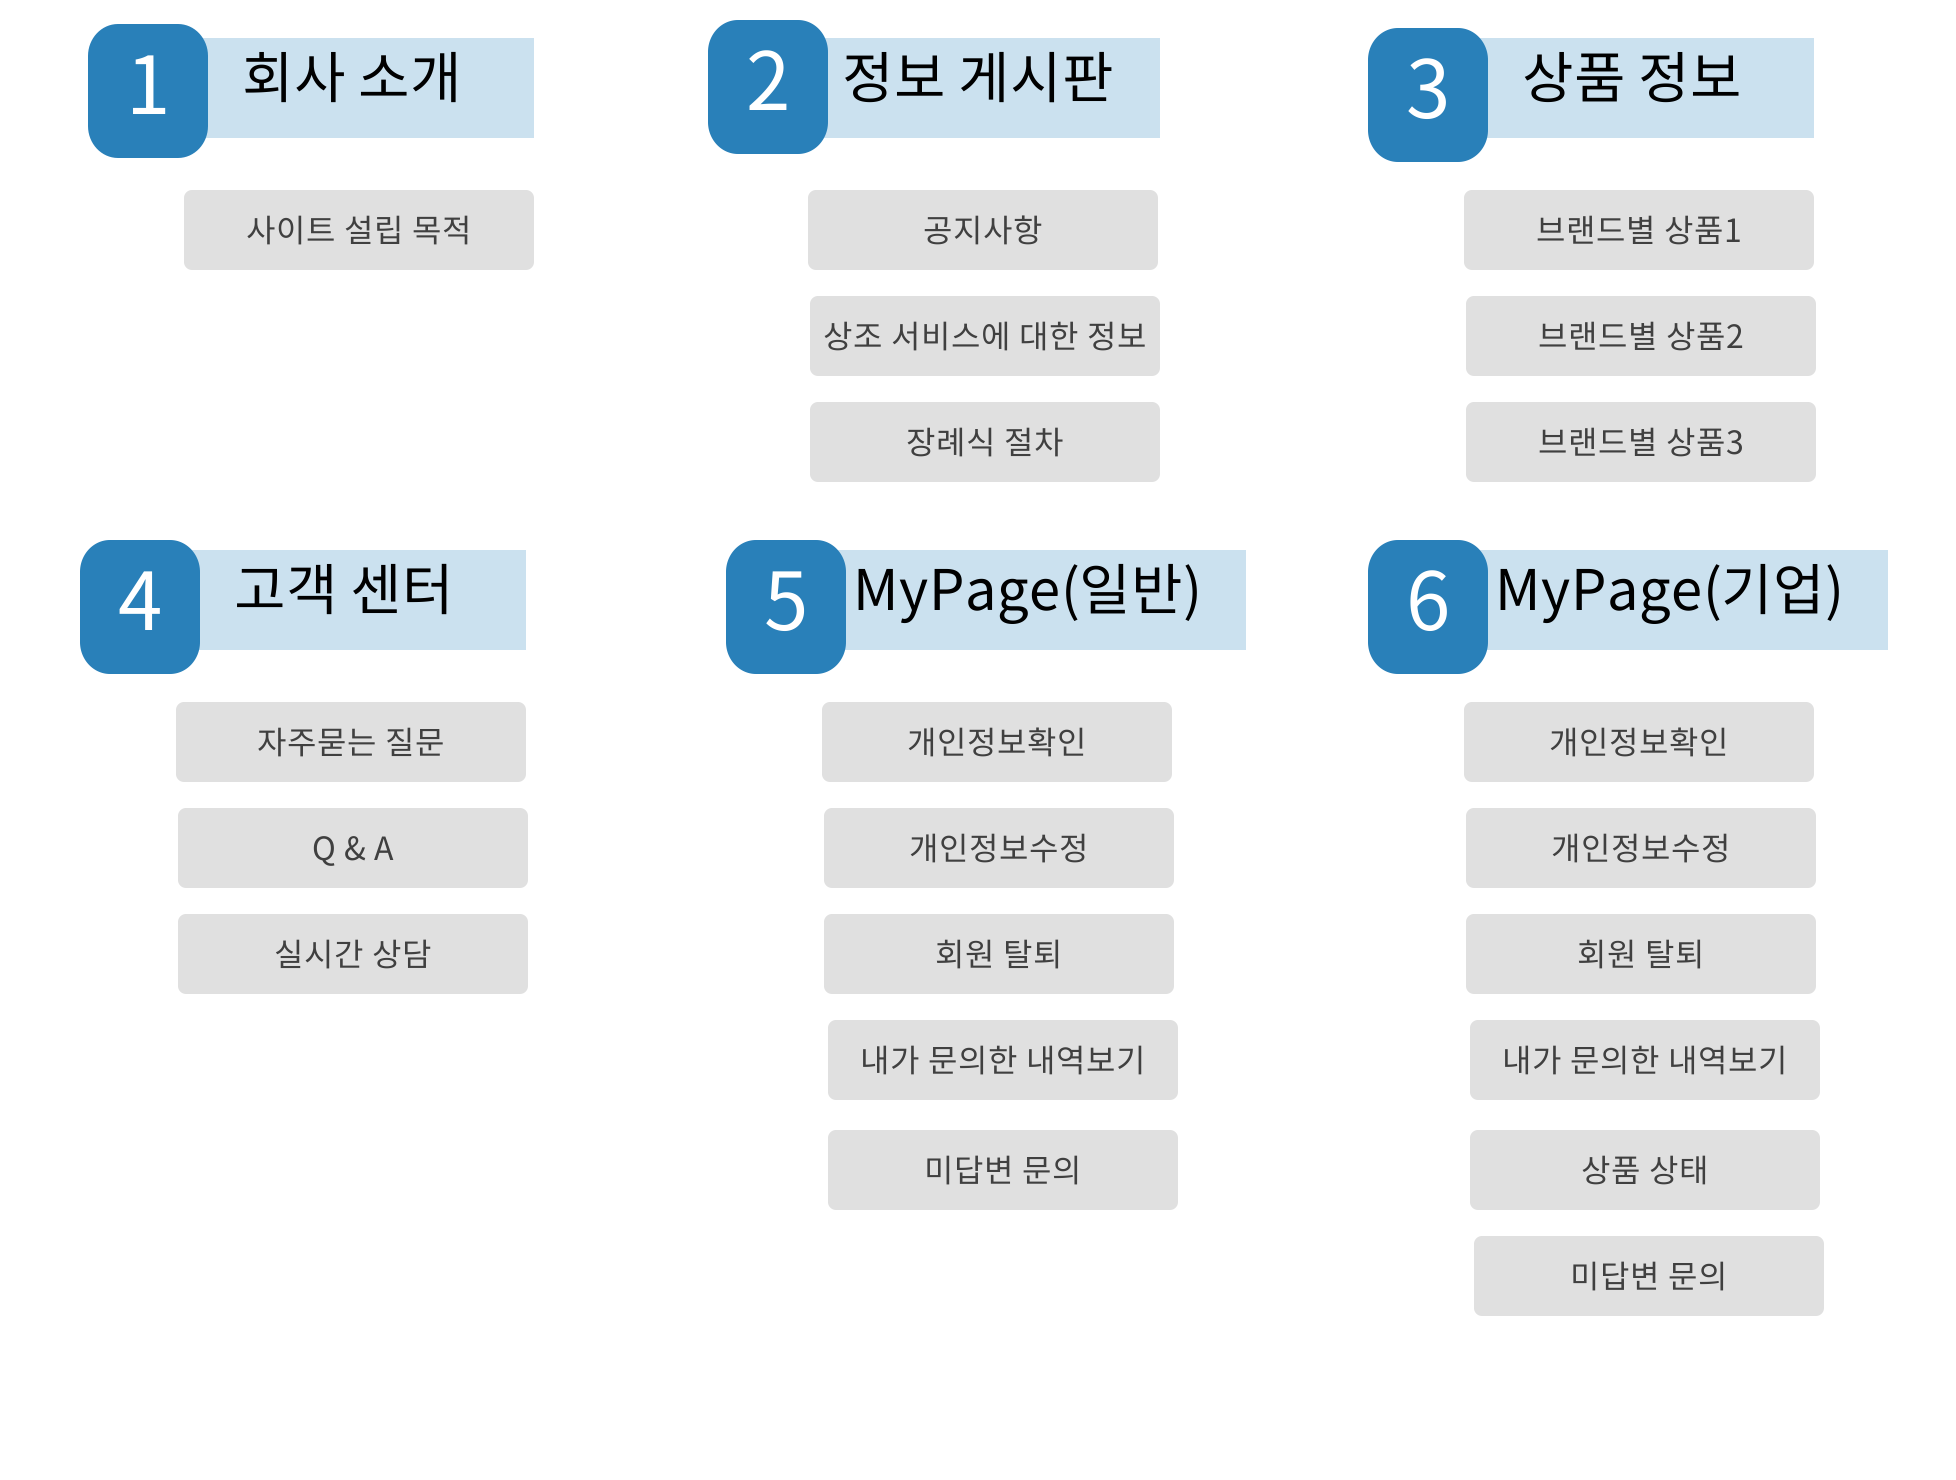 1
회사 소개
사이트 설립 목적
2
정보 게시판
공지사항
상조 서비스에 대한 정보
장례식 절차
3
상품 정보
브랜드별 상품1
브랜드별 상품2
브랜드별 상품3
4
고객 센터
자주묻는 질문
Q & A
실시간 상담
5
MyPage(일반)
개인정보확인
개인정보수정
회원 탈퇴
내가 문의한 내역보기
미답변 문의
6
MyPage(기업)
개인정보확인
개인정보수정
회원 탈퇴
내가 문의한 내역보기
상품 상태
미답변 문의